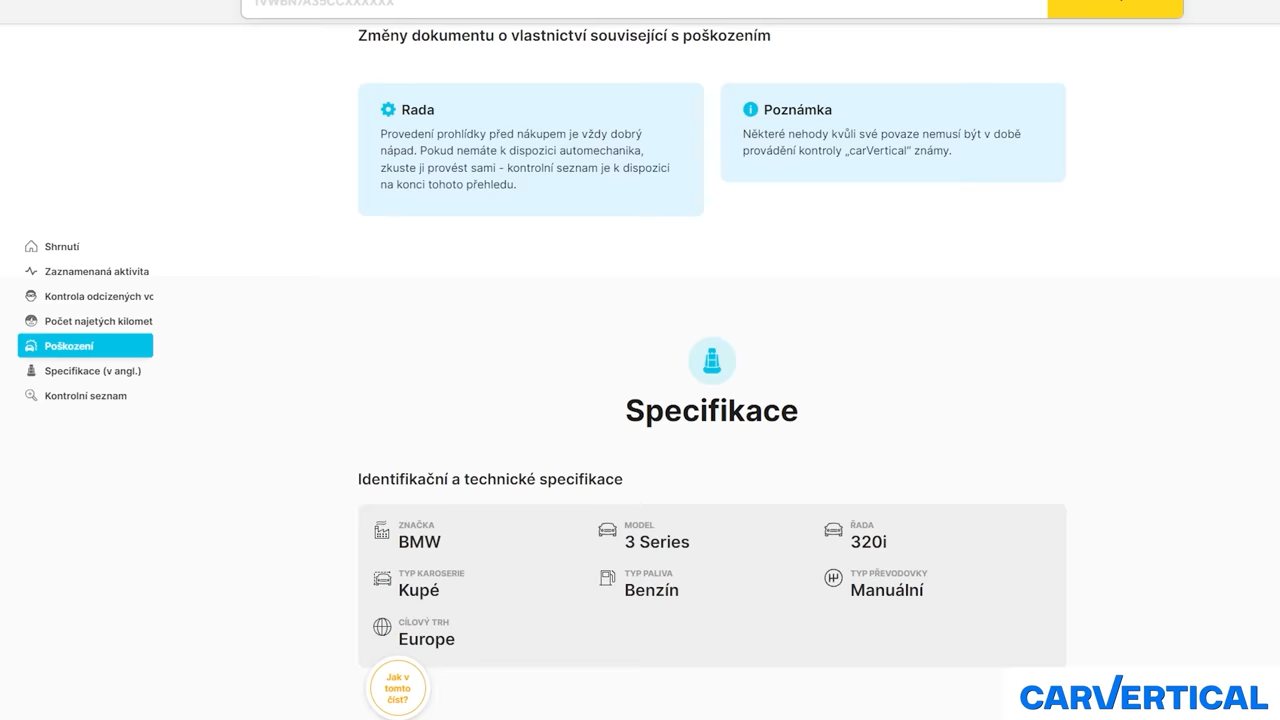 1VWBN7A35CCXXXXXX
Změny dokumentu o vlastnictví související s poškozením
Rada
Provedení prohlídky před nákupem je vždy dobrý
nápad. Pokud nemáte k dispozici automechanika,
zkuste ji provést sami - kontrolní seznam je k dispozici
na konci tohoto přehledu.
Poznámka
Některé nehody kvůli své povaze nemusí být v době
provádění kontroly „carVertical“ známy.
Shrnutí
Zaznamenaná aktivita
Kontrola odcizených vo
Počet najetých kilomet
Poškození
Specifikace (v angl.)
Kontrolní seznam
Specifikace
Identifikační a technické specifikace
ZNAČKA
BMW
MODEL
3 Series
ŘADA
320i
TYP KAROSERIE
Kupé
TYP PALIVA
Benzín
TYP PŘEVODOVKY
Manuální
CÍLOVÝ TRH
Europe
Jak v
tomto
číst?
CARVERTICAL